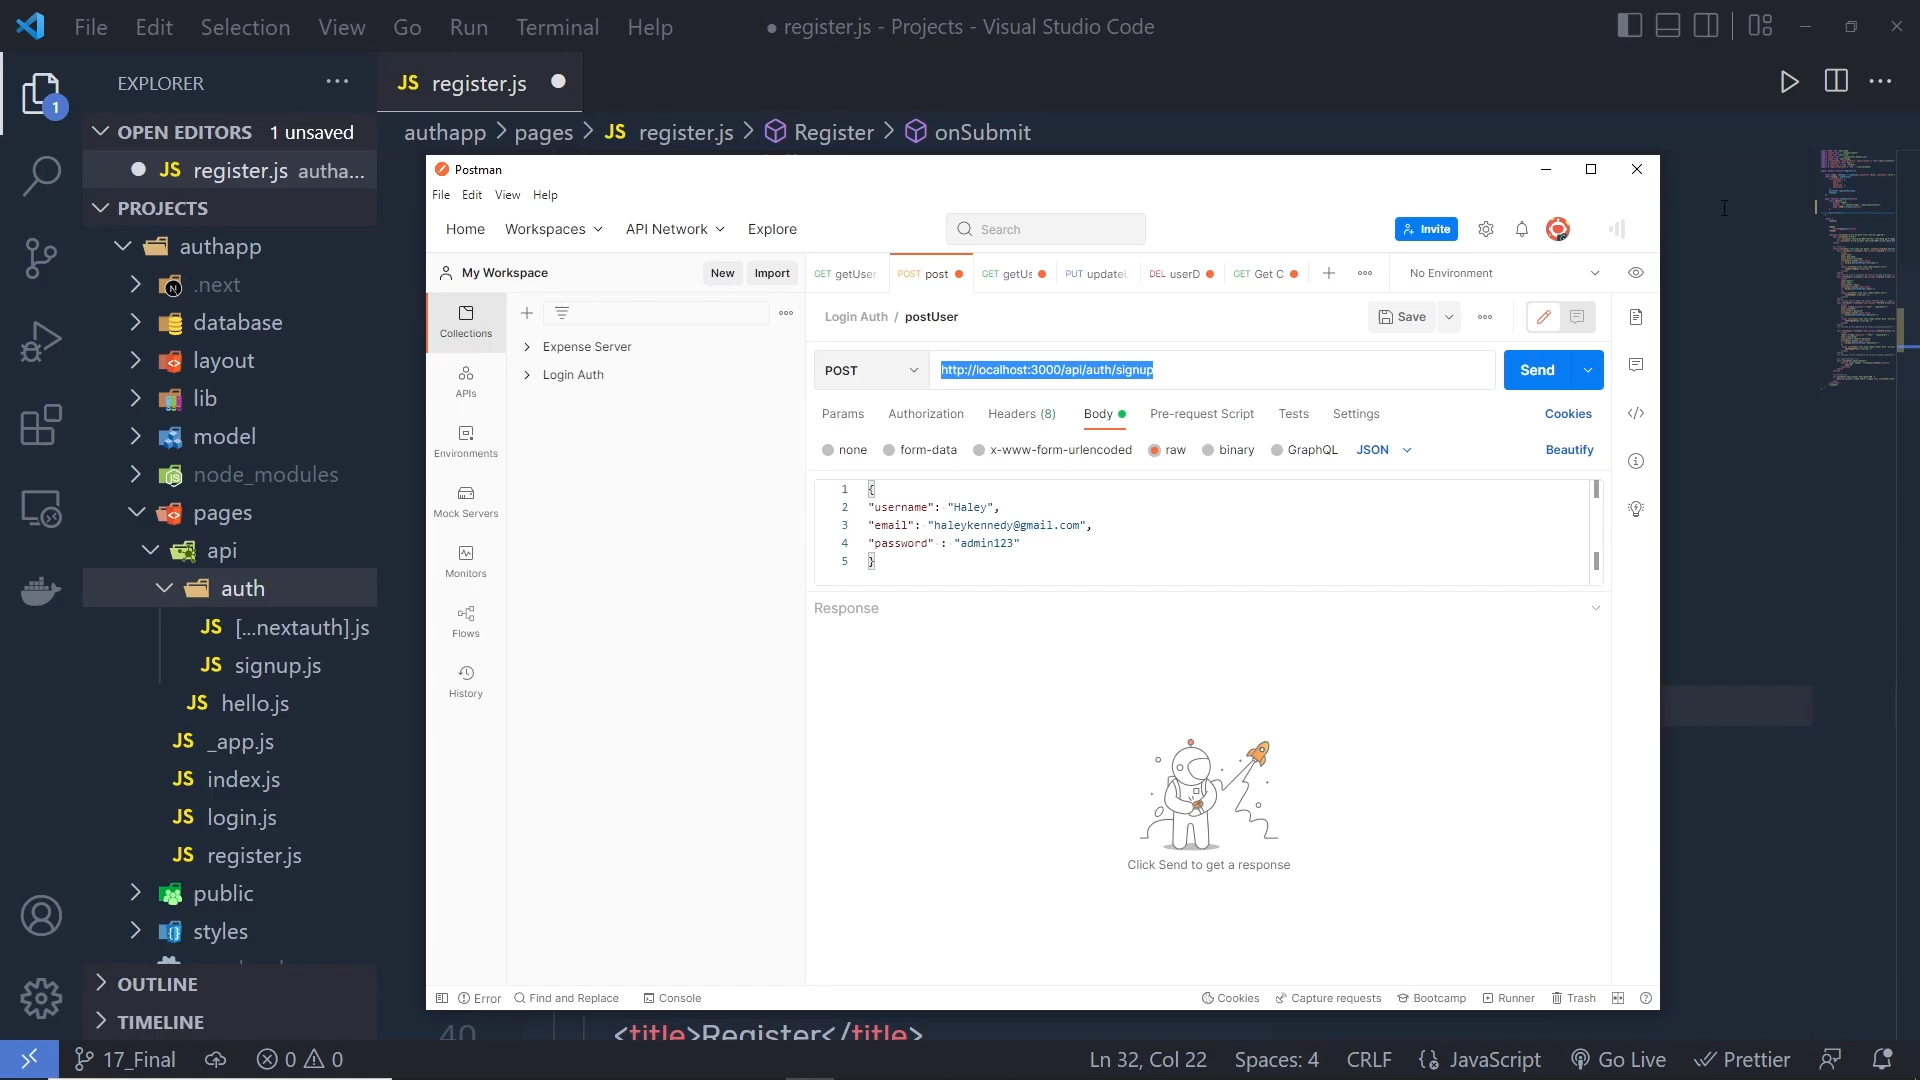 File Edit Selection View Go Run Terminal Help
● register.js - Projects - Visual Studio Code
EXPLORER
JS register.js
1
OPEN EDITORS 1 unsaved
JS register.js autha...
authapp > pages > JS register.js > Register > onSubmit
PROJECTS
authapp
.next
database
layout
lib
model
node_modules
pages
api
auth
JS [...nextauth].js
JS signup.js
JS hello.js
JS _app.js
JS index.js
JS login.js
JS register.js
public
styles
OUTLINE
TIMELINE
Postman
File Edit View Help
Home Workspaces API Network Explore
Search
Invite
My Workspace
New Import
GET getUser
POST post
GET getUs
PUT update
DEL userD
GET Get C
No Environment
Collections
APIs
Environments
Mock Servers
Monitors
Flows
History
Expense Server
Login Auth
Login Auth / postUser
Save
POST
http://localhost:3000/api/auth/signup
Send
Params Authorization Headers (8) Body Pre-request Script Tests Settings
Cookies
none form-data x-www-form-urlencoded raw binary GraphQL JSON
Beautify
1 {
2 "username": "Haley",
3 "email": "haleykennedy@gmail.com",
4 "password" : "admin123"
5 }
Response
Click Send to get a response
Error Find and Replace Console
Cookies Capture requests Bootcamp Runner Trash
40 <title>Register</title>
17_Final 0 0
Ln 32, Col 22 Spaces: 4 CRLF JavaScript Go Live Prettier